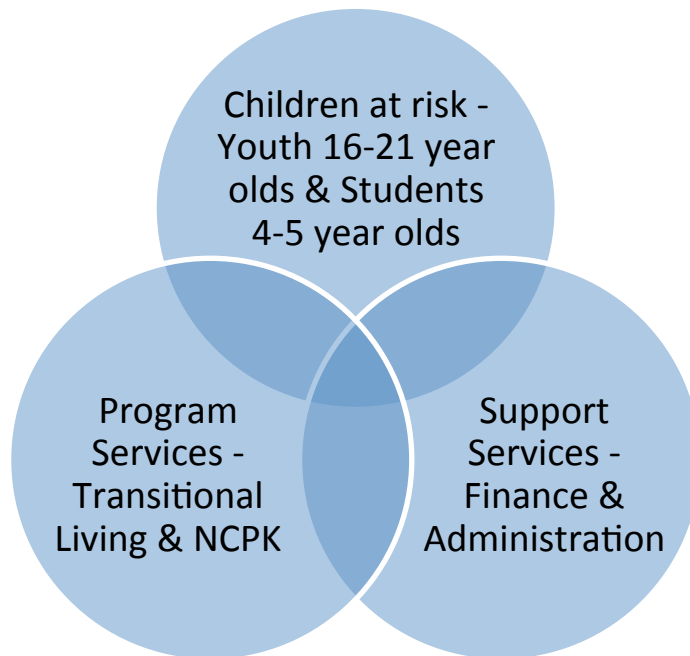 Children at risk -
Youth 16-21 year
olds & Students
4-5 year olds
Program
Services -
Transitional
Living & NCPK
Support
Services -
Finance &
Administration